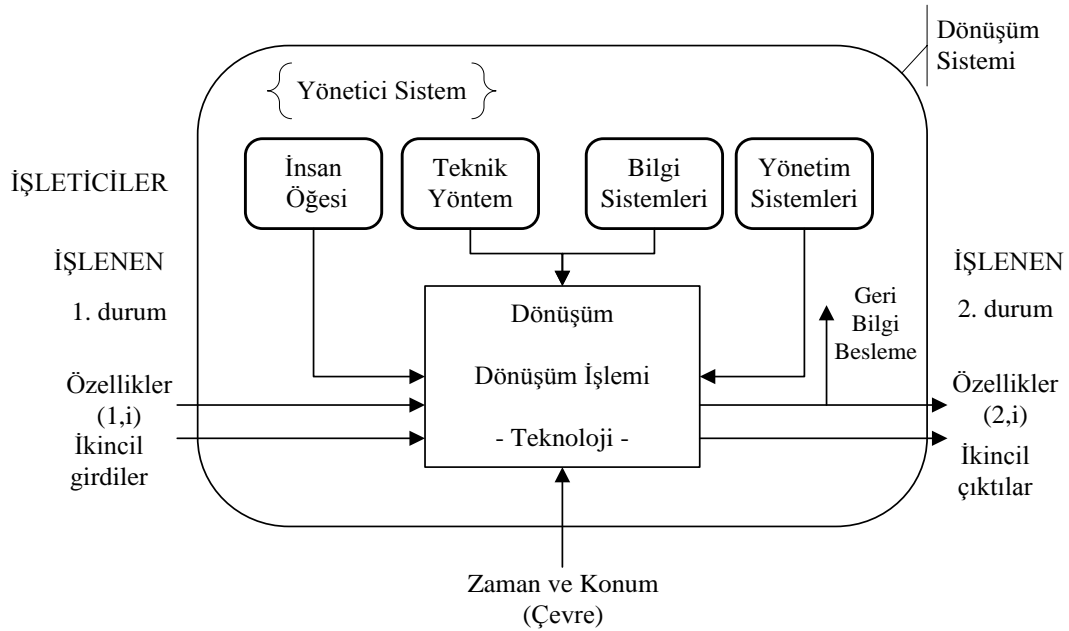 Dönüşüm
Sistemi
Yönetici Sistem
İŞLETİCİLER
İnsan
Öğesi
Teknik
Yöntem
Bilgi
Sistemleri
Yönetim
Sistemleri
İŞLENEN
1. durum
Özellikler
(1,i)
İkincil
girdiler
Dönüşüm
Dönüşüm İşlemi
- Teknoloji -
Geri
Bilgi
Besleme
İŞLENEN
2. durum
Özellikler
(2,i)
İkincil
çıktılar
Zaman ve Konum
(Çevre)